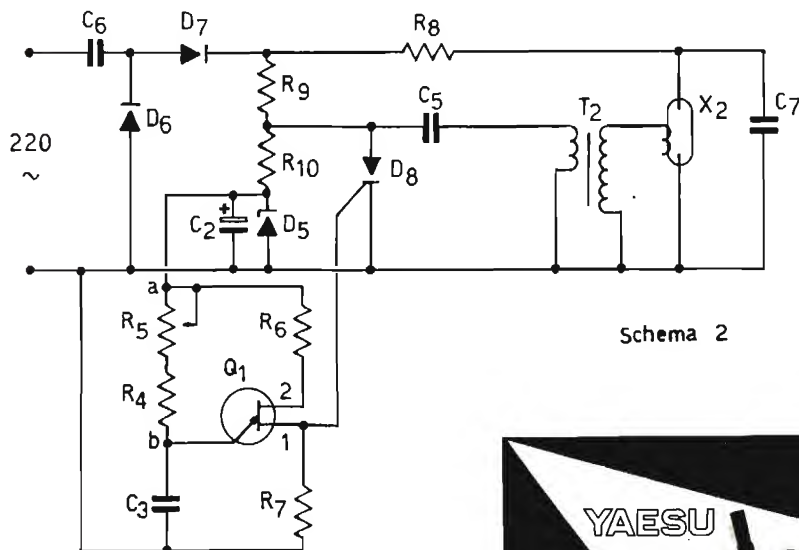 C6
D7
R8
R9
C5
T2
X2
C7
D6
220
~
R10
D8
+
C2
D5
a
R5
R6
Schema 2
Q1
R4
2
b
1
C3
R7
YAESU